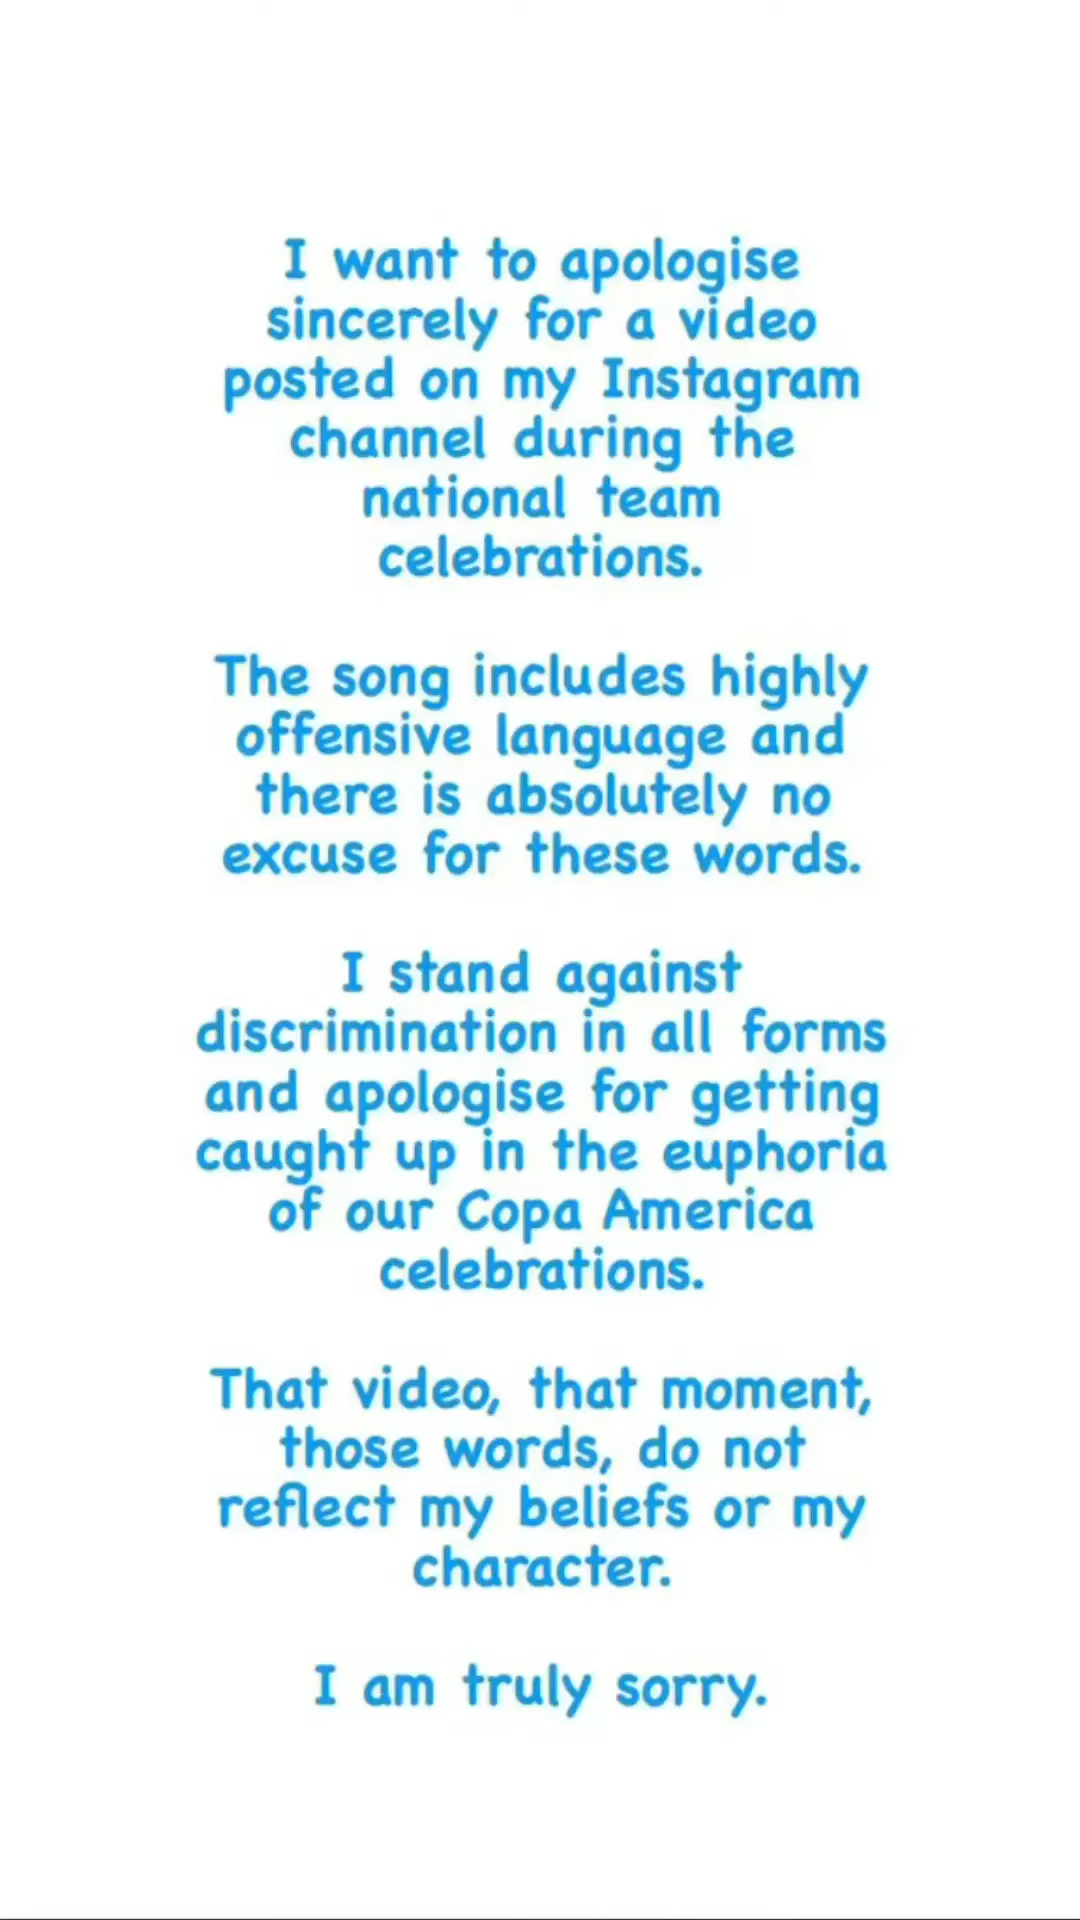 I want to apologise
sincerely for a video
posted on my Instagram
channel during the
national team
celebrations.
The song includes highly
offensive language and
there is absolutely no
excuse for these words.
I stand against
discrimination in all forms
and apologise for getting
caught up in the euphoria
of our Copa America
celebrations.
That video, that moment,
those words, do not
reflect my beliefs or my
character.
I am truly sorry.